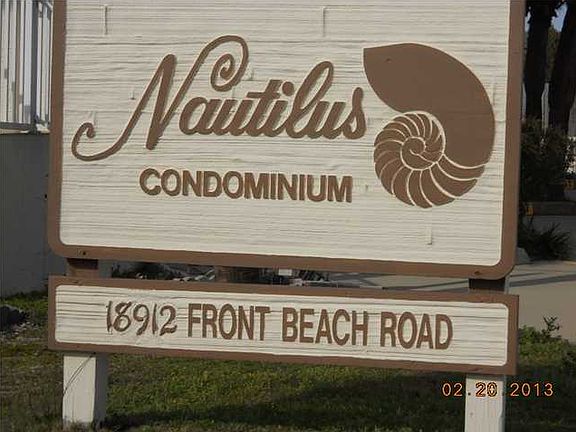 Nautilus
CONDOMINIUM
18912 FRONT BEACH ROAD
02.20.2013